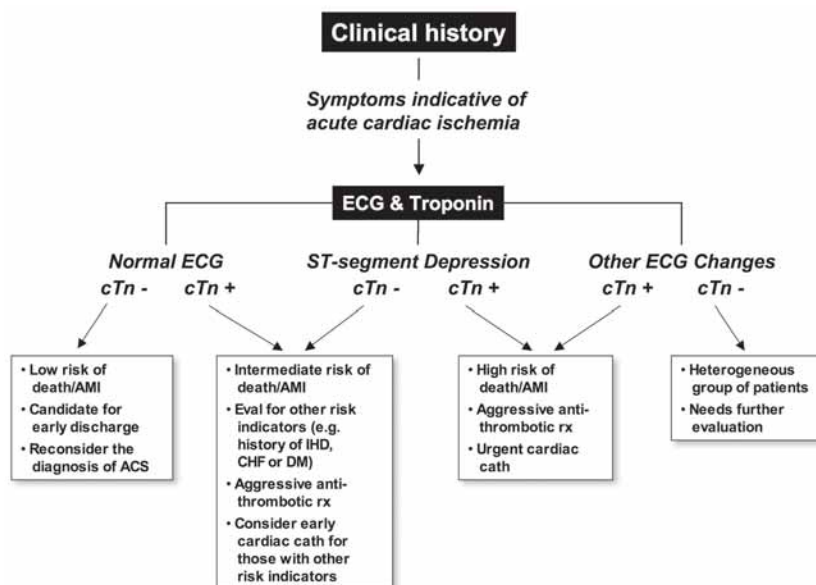 Clinical history
Symptoms indicative of
acute cardiac ischemia
ECG & Troponin
Normal ECG
cTn - cTn +
ST-segment Depression
cTn - cTn +
Other ECG Changes
cTn + cTn -
• Low risk of
death/AMI
• Candidate for
early discharge
• Reconsider the
diagnosis of ACS
• Intermediate risk of
death/AMI
• Eval for other risk
indicators (e.g.
history of IHD,
CHF or DM)
• Aggressive anti-
thrombotic rx
• Consider early
cardiac cath for
those with other
risk indicators
• High risk of
death/AMI
• Aggressive anti-
thrombotic rx
• Urgent cardiac
cath
• Heterogeneous
group of patients
• Needs further
evaluation